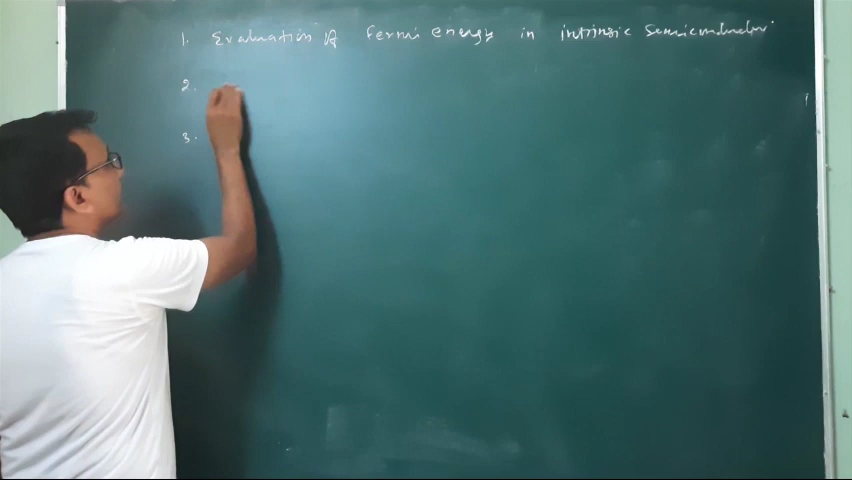 1. Evaluation of Fermi energy in intrinsic semiconductor.
2.
3.